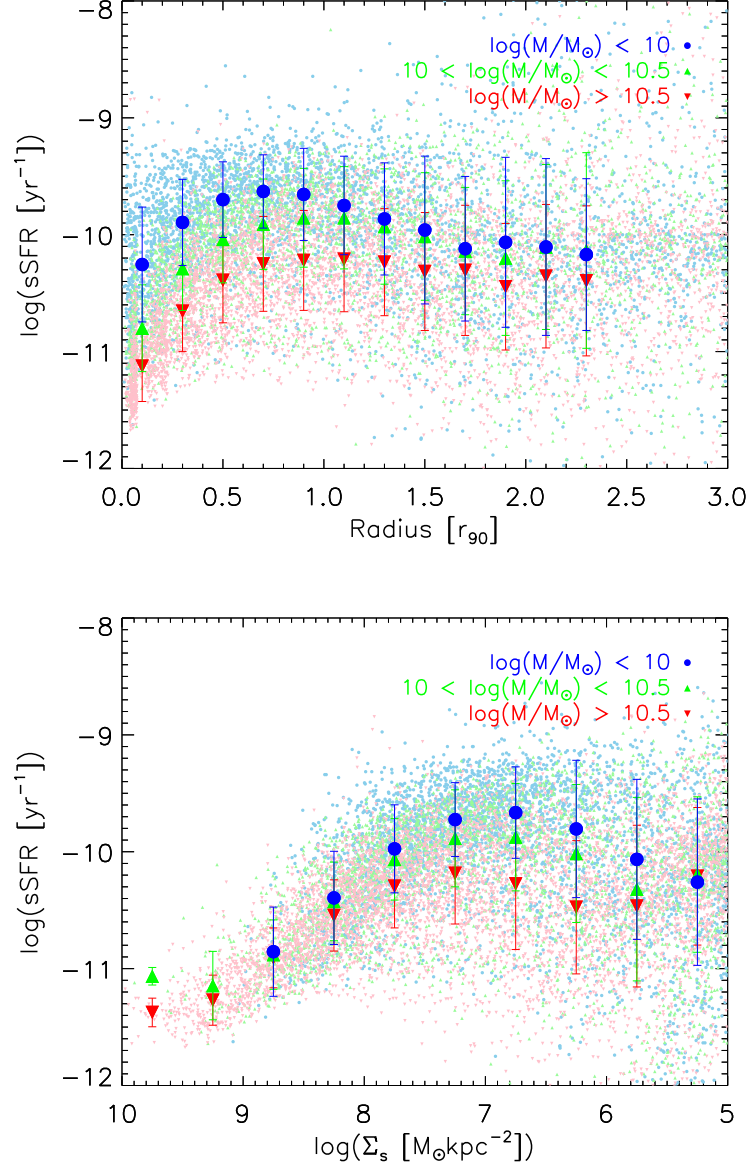 −8
log(M/M⊙) < 10
10 < log(M/M⊙) < 10.5
log(M/M⊙) > 10.5
−9
−10
−11
−12
log(sSFR [yr⁻¹])
0.0 0.5 1.0 1.5 2.0 2.5 3.0
Radius [r₉₀]
−8
log(M/M⊙) < 10
10 < log(M/M⊙) < 10.5
log(M/M⊙) > 10.5
−9
−10
−11
−12
log(sSFR [yr⁻¹])
10 9 8 7 6 5
log(Σₛ [M⊙kpc⁻²])